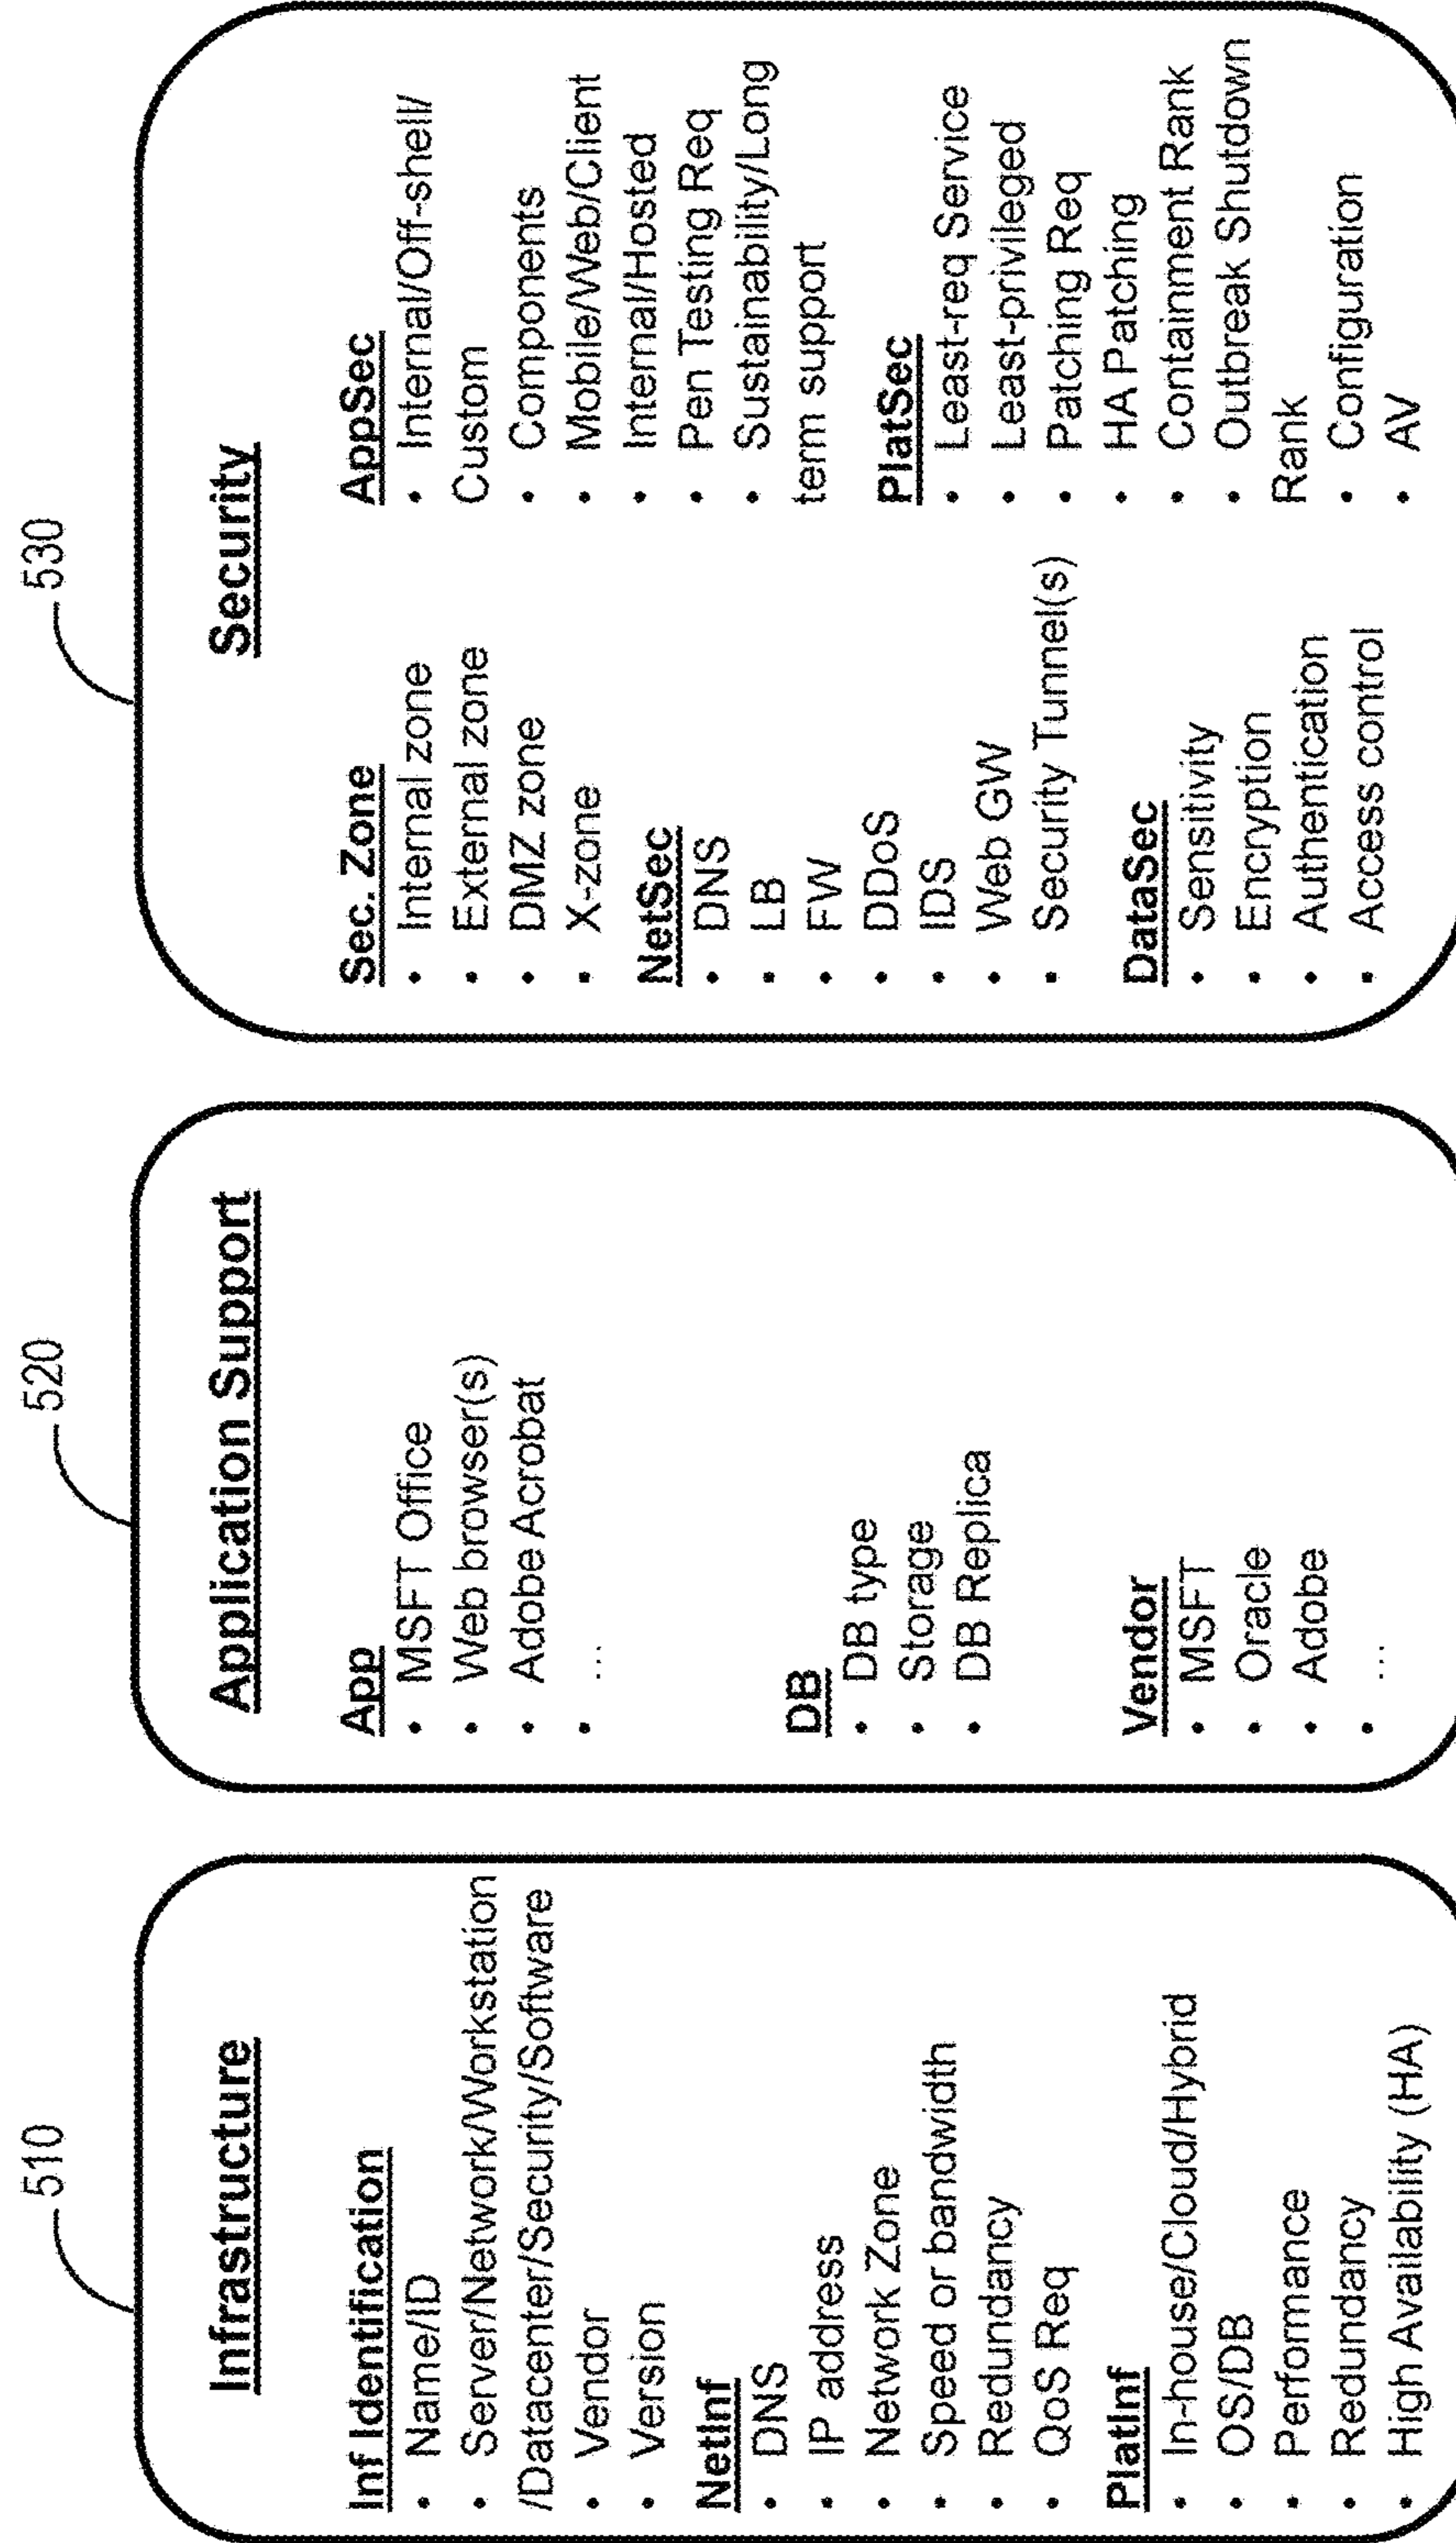 510
Infrastructure
Inf Identification
• Name/ID
• Server/Network/Workstation
/Datacenter/Security/Software
• Vendor
• Version
NetInf
• DNS
• IP address
• Network Zone
• Speed or bandwidth
• Redundancy
• QoS Req
PlatInf
• In-house/Cloud/Hybrid
• OS/DB
• Performance
• Redundancy
• High Availability (HA)
520
Application Support
App
• MSFT Office
• Web browser(s)
• Adobe Acrobat
• ...
DB
• DB type
• Storage
• DB Replica
Vendor
• MSFT
• Oracle
• Adobe
• ...
530
Security
Sec. Zone
• Internal zone
• External zone
• DMZ zone
• X-zone
NetSec
• DNS
• LB
• FW
• DDoS
• IDS
• Web GW
• Security Tunnel(s)
DataSec
• Sensitivity
• Encryption
• Authentication
• Access control
AppSec
• Internal/Off-shell/
Custom
• Components
• Mobile/Web/Client
• Internal/Hosted
• Pen Testing Req
• Sustainability/Long
term support
PlatSec
• Least-req Service
• Least-privileged
• Patching Req
• HA Patching
• Containment Rank
• Outbreak Shutdown
Rank
• Configuration
• AV